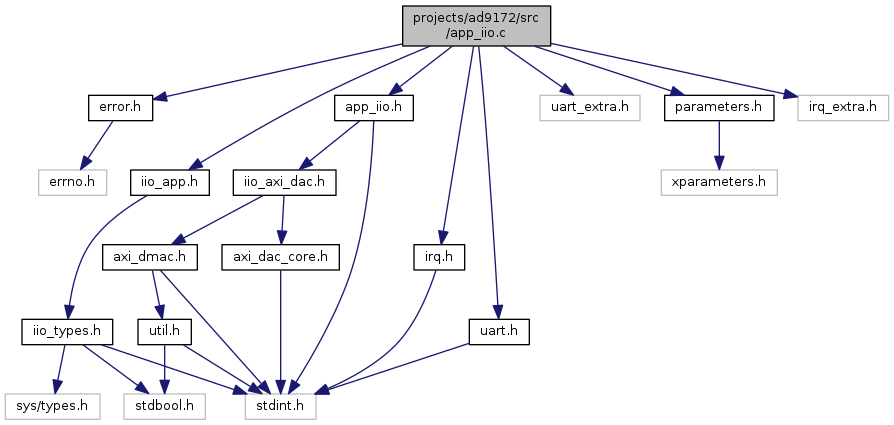 projects/ad9172/src
/app_iio.c
error.h
app_iio.h
uart_extra.h
parameters.h
irq_extra.h
errno.h
iio_app.h
iio_axi_dac.h
xparameters.h
axi_dmac.h
axi_dac_core.h
irq.h
iio_types.h
util.h
uart.h
sys/types.h
stdbool.h
stdint.h